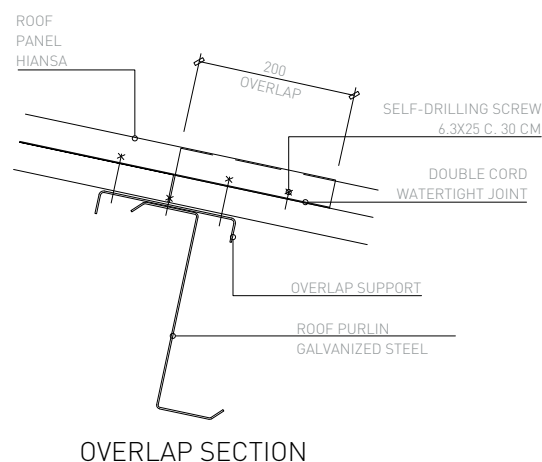 ROOF
PANEL
HIANSA
200
OVERLAP
SELF-DRILLING SCREW
6.3X25 C. 30 CM
DOUBLE CORD
WATERTIGHT JOINT
OVERLAP SUPPORT
ROOF PURLIN
GALVANIZED STEEL
OVERLAP SECTION